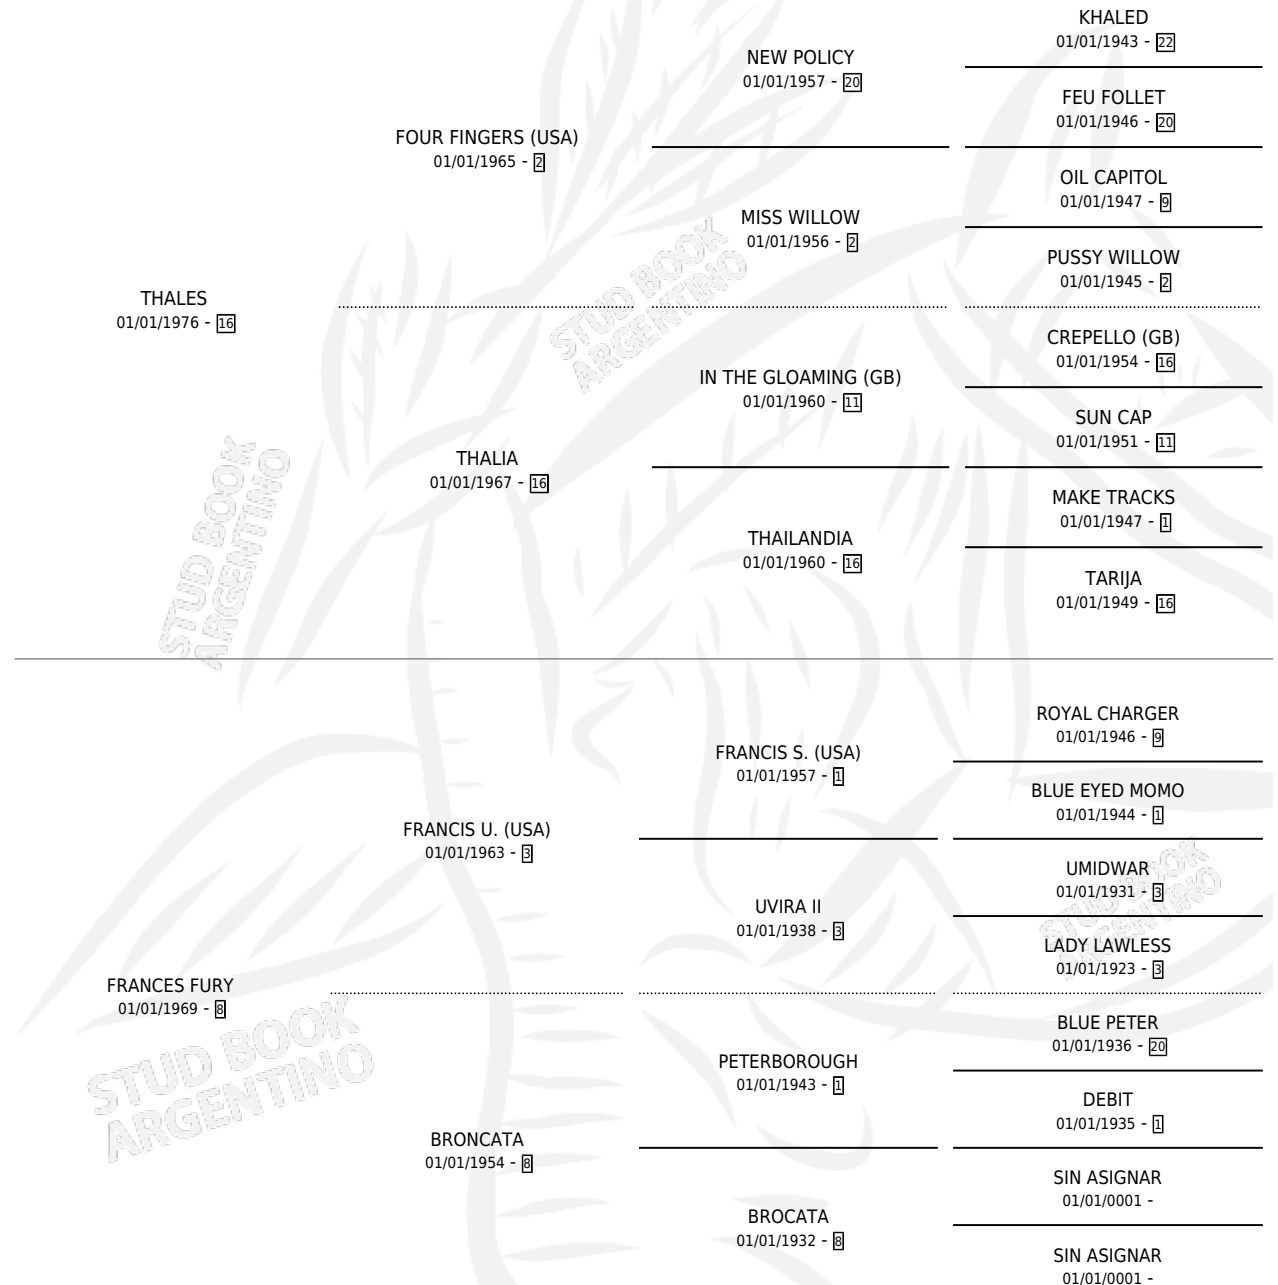 KHALED
01/01/1943 - 22
NEW POLICY
01/01/1957 - 20
FEU FOLLET
01/01/1946 - 20
FOUR FINGERS (USA)
01/01/1965 - 2
OIL CAPITOL
01/01/1947 - 9
MISS WILLOW
01/01/1956 - 2
PUSSY WILLOW
01/01/1945 - 2
THALES
01/01/1976 - 16
CREPELLO (GB)
01/01/1954 - 16
IN THE GLOAMING (GB)
01/01/1960 - 11
SUN CAP
01/01/1951 - 11
THALIA
01/01/1967 - 16
MAKE TRACKS
01/01/1947 - 1
THAILANDIA
01/01/1960 - 16
TARIJA
01/01/1949 - 16
STUD BOOK
ARGENTINO
STUD BOOK
ARGENTINO
ROYAL CHARGER
01/01/1946 - 9
FRANCIS S. (USA)
01/01/1957 - 1
BLUE EYED MOMO
01/01/1944 - 1
FRANCIS U. (USA)
01/01/1963 - 3
UMIDWAR
01/01/1931 - 3
UVIRA II
01/01/1938 - 3
LADY LAWLESS
01/01/1923 - 3
FRANCES FURY
01/01/1969 - 8
BLUE PETER
01/01/1936 - 20
PETERBOROUGH
01/01/1943 - 1
DEBIT
01/01/1935 - 1
BRONCATA
01/01/1954 - 8
SIN ASIGNAR
01/01/0001 -
BROCATA
01/01/1932 - 8
SIN ASIGNAR
01/01/0001 -
STUD BOOK
ARGENTINO
STUD BOOK
ARGENTINO